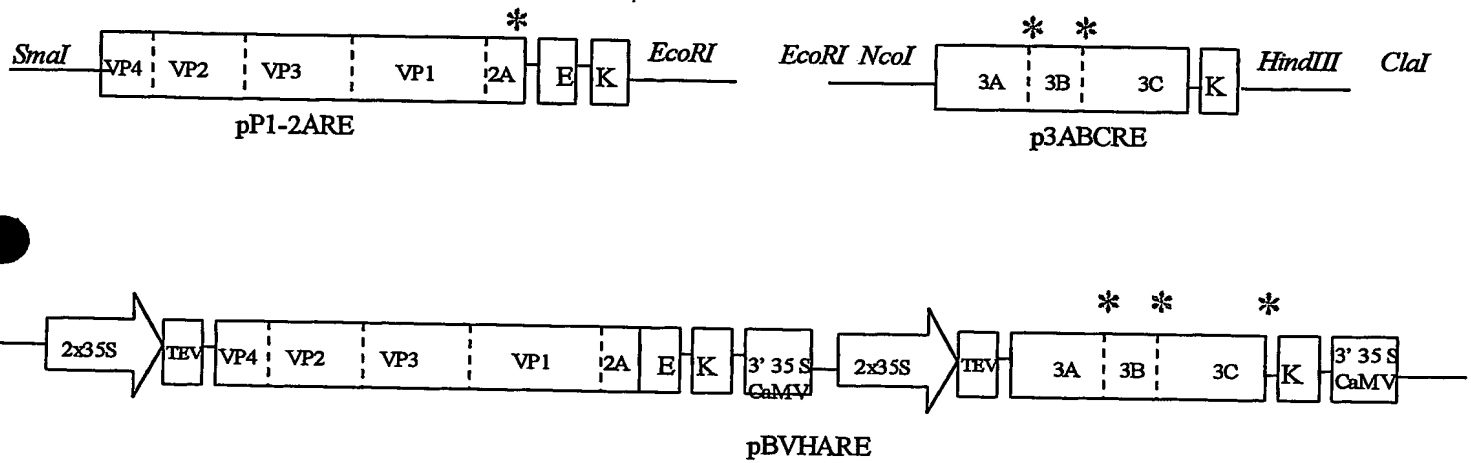 * * *
SmaI VP4 VP2 VP3 VP1 2A E K EcoRI EcoRI NcoI 3A 3B 3C K HindIII ClaI
pP1-2ARE p3ABCRE
* * *
2x35S TEV VP4 VP2 VP3 VP1 2A E K 3' 35 S 2x35S TEV 3A 3B 3C K 3' 35 S
CaMV CaMV
pBVHARE